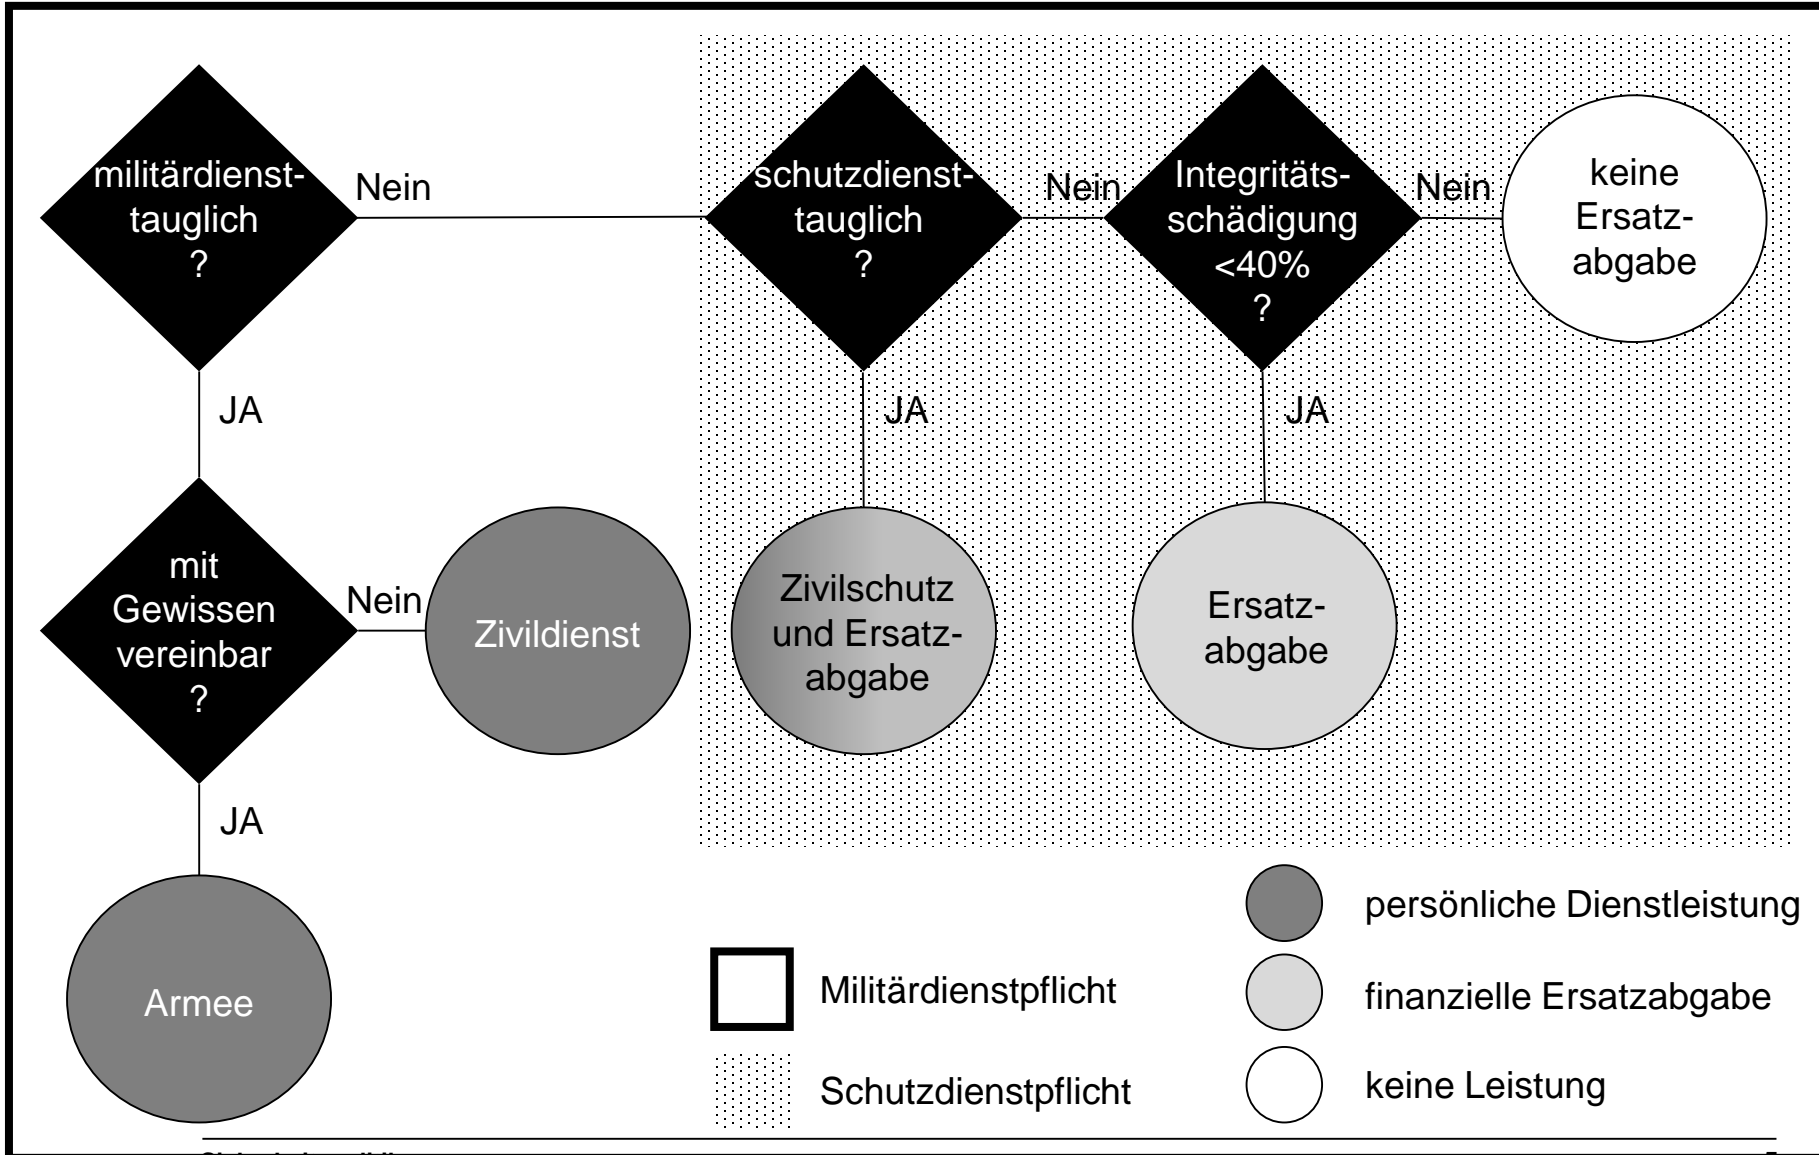 militärdienst-
tauglich
?
Nein
schutzdienst-
tauglich
?
Nein
Integritäts-
schädigung
<40%
?
Nein
keine
Ersatz-
abgabe
JA
JA
JA
mit
Gewissen
vereinbar
?
Nein
Zivildienst
Zivilschutz
und Ersatz-
abgabe
Ersatz-
abgabe
JA
Armee
Militärdienstpflicht
Schutzdienstpflicht
persönliche Dienstleistung
finanzielle Ersatzabgabe
keine Leistung